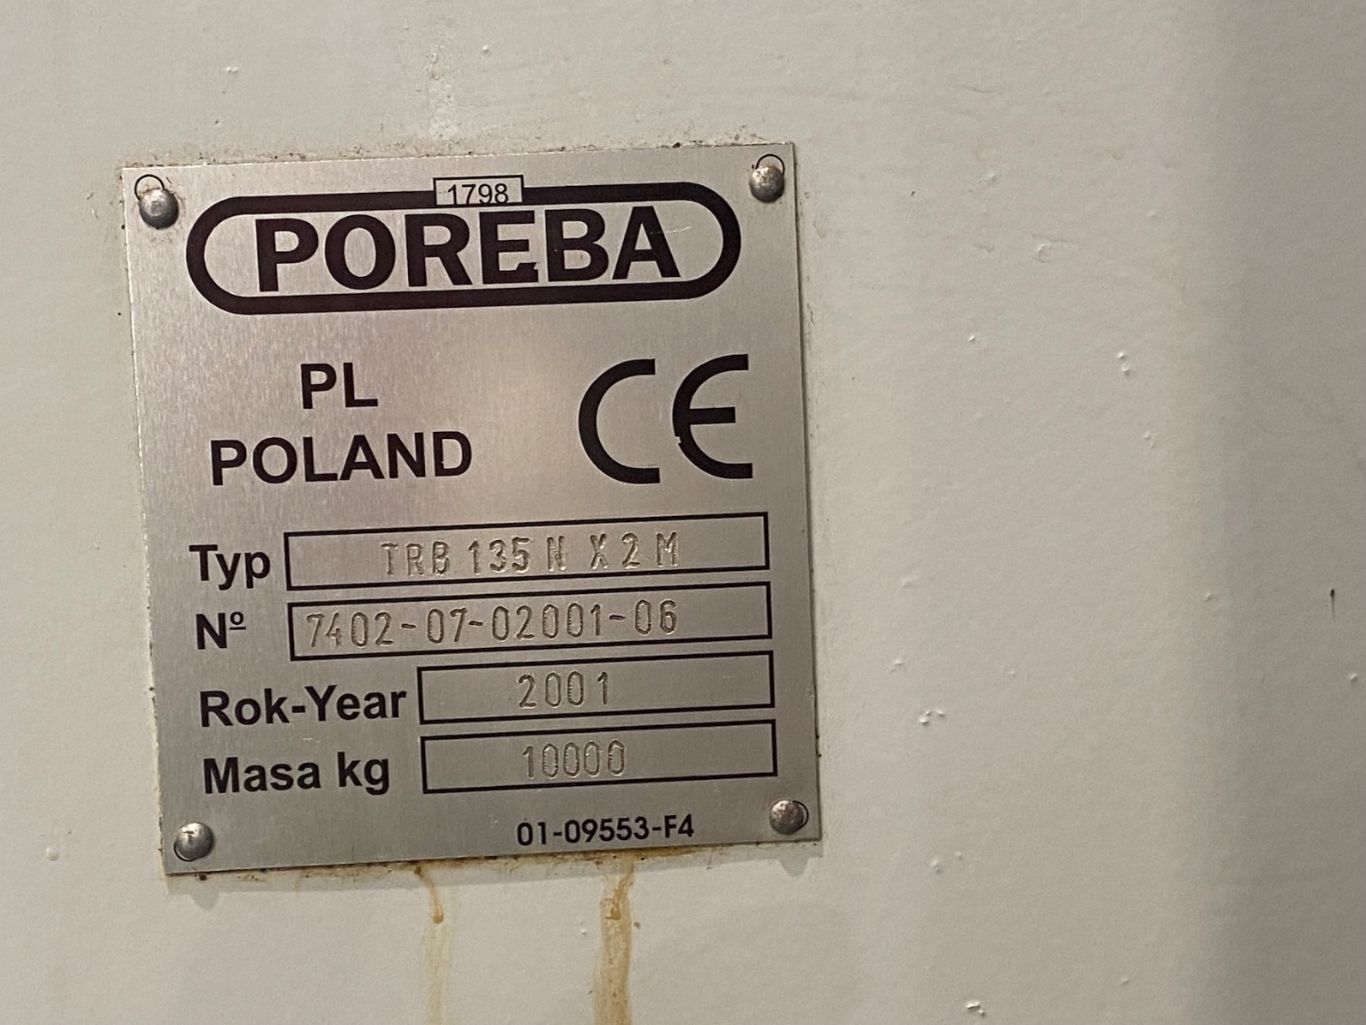 1798
POREBA
PL
POLAND
CE
Typ TRB 135 N X 2 M
Nº 7402-07-02001-06
Rok-Year 2001
Masa kg 10000
01-09553-F4